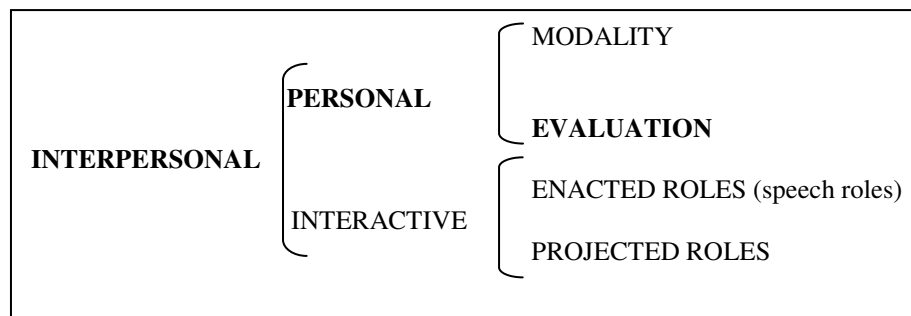 MODALITY
PERSONAL
EVALUATION
INTERPERSONAL
ENACTED ROLES (speech roles)
INTERACTIVE
PROJECTED ROLES